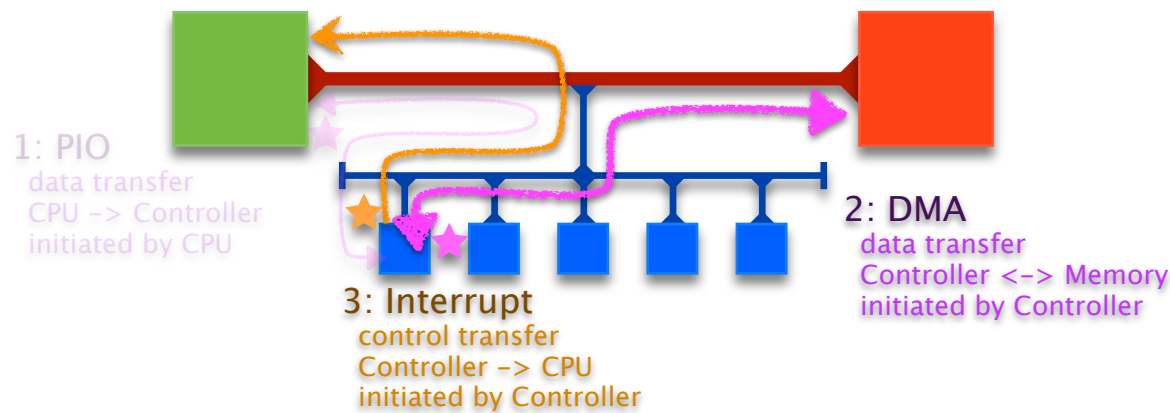 1: PIO
data transfer
CPU -> Controller
initiated by CPU
2: DMA
data transfer
Controller <-> Memory
initiated by Controller
3: Interrupt
control transfer
Controller -> CPU
initiated by Controller